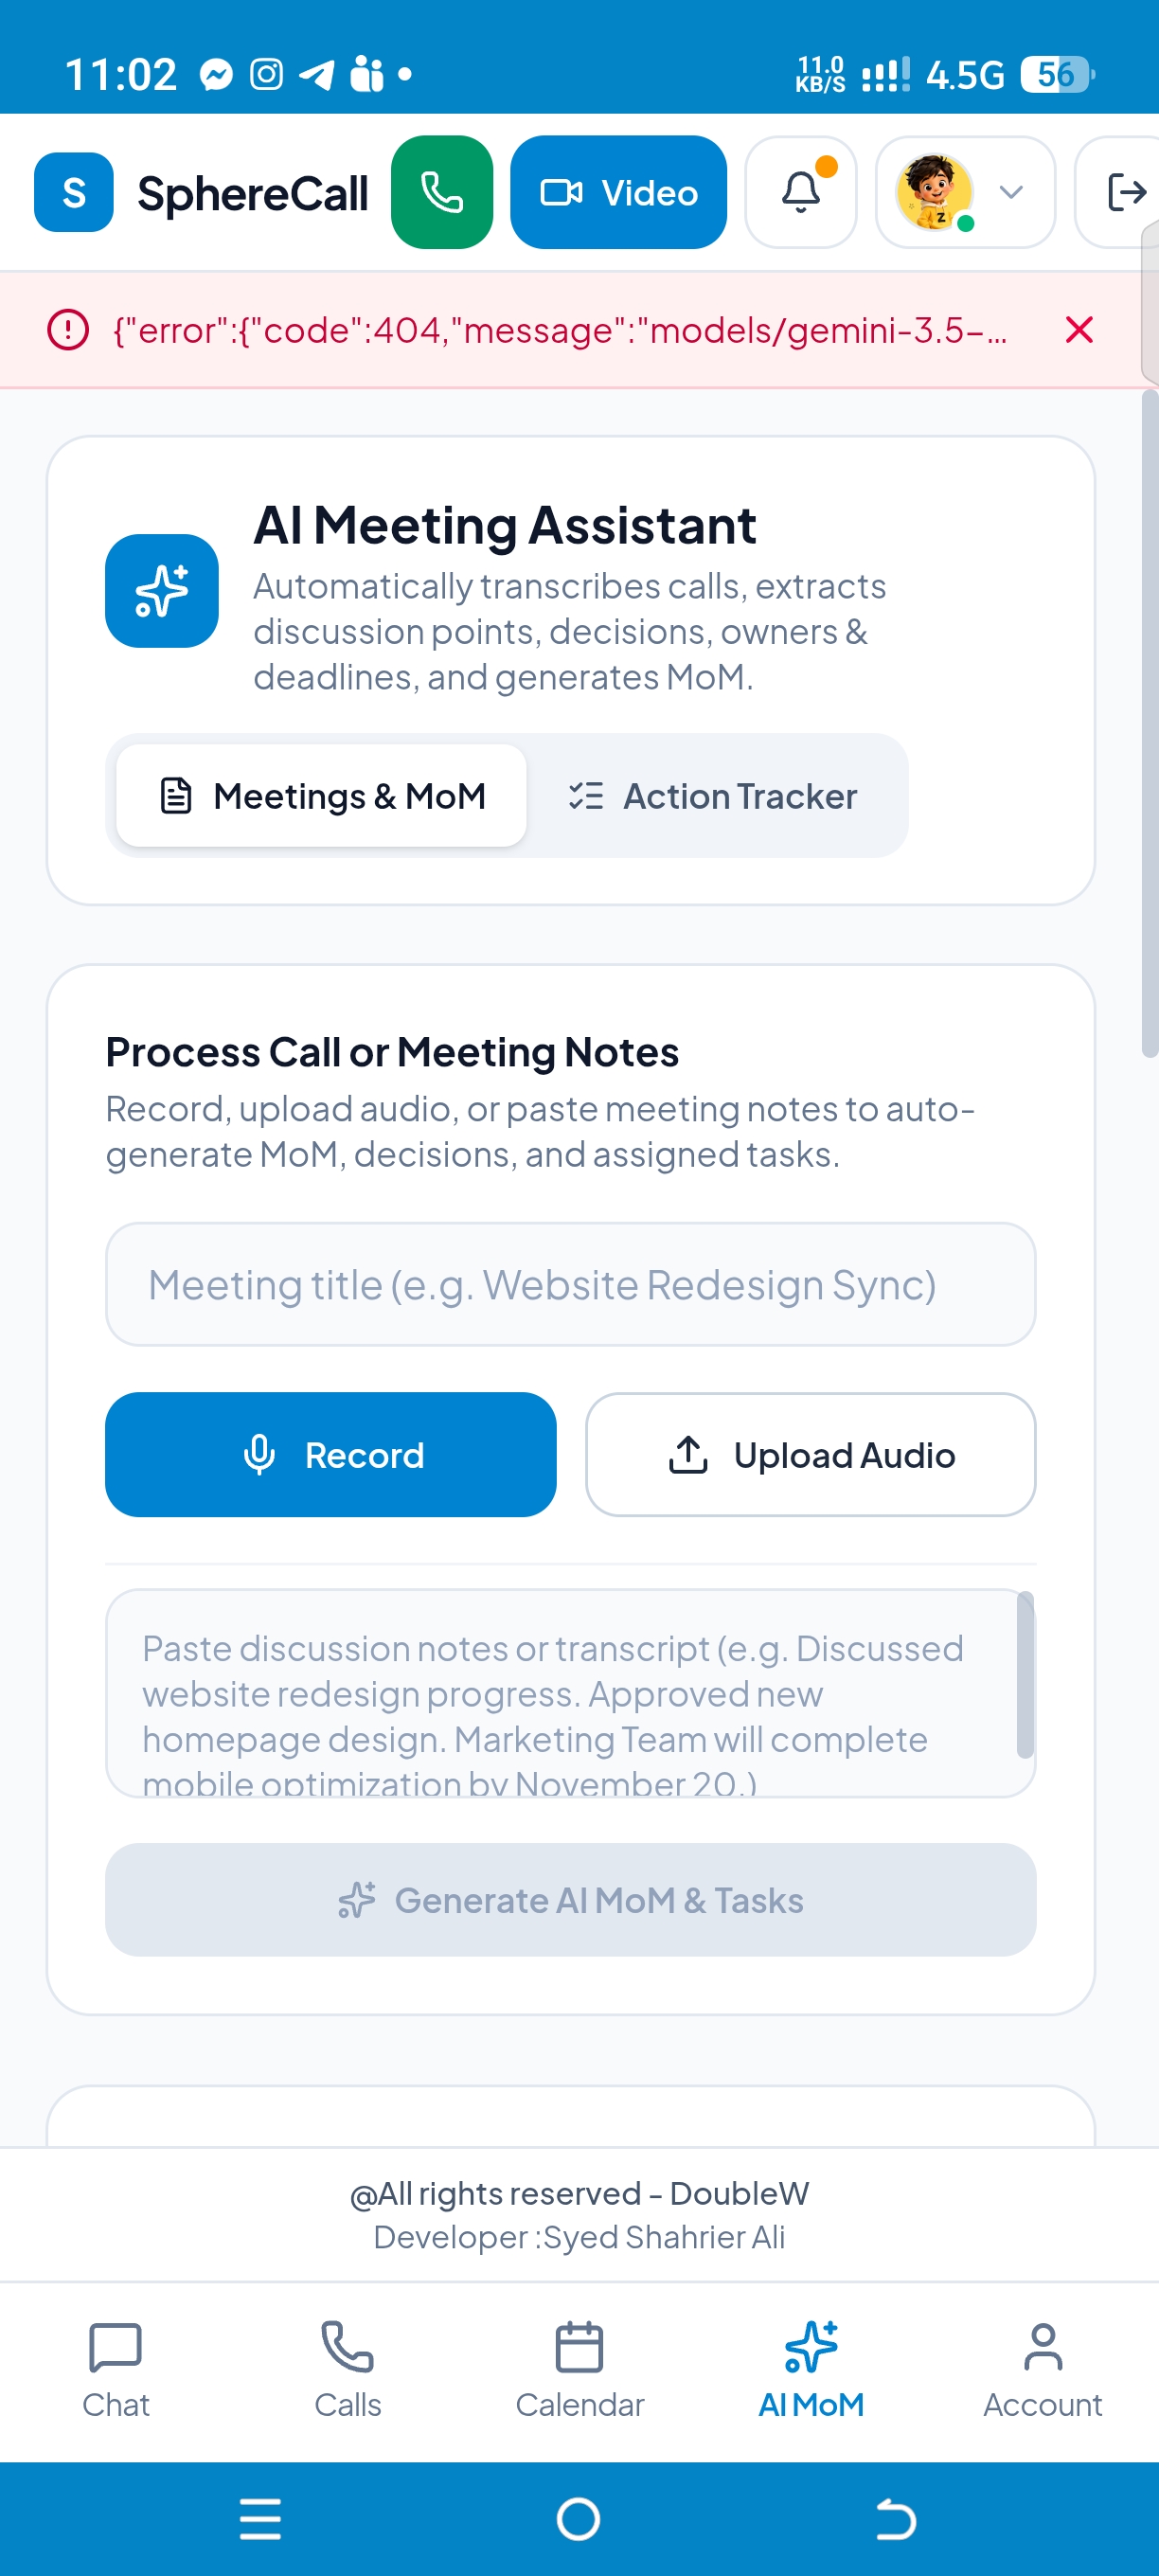 11:02
11.0
KB/S
4.5G
56
S SphereCall
Video
z
{"error":{"code":404,"message":"models/gemini-3.5-...
AI Meeting Assistant
Automatically transcribes calls, extracts
discussion points, decisions, owners &
deadlines, and generates MoM.
Meetings & MoM
Action Tracker
Process Call or Meeting Notes
Record, upload audio, or paste meeting notes to auto-
generate MoM, decisions, and assigned tasks.
Meeting title (e.g. Website Redesign Sync)
Record
Upload Audio
Paste discussion notes or transcript (e.g. Discussed
website redesign progress. Approved new
homepage design. Marketing Team will complete
mobile optimization by November 20.)
Generate AI MoM & Tasks
@All rights reserved - DoubleW
Developer :Syed Shahrier Ali
Chat
Calls
Calendar
AI MoM
Account